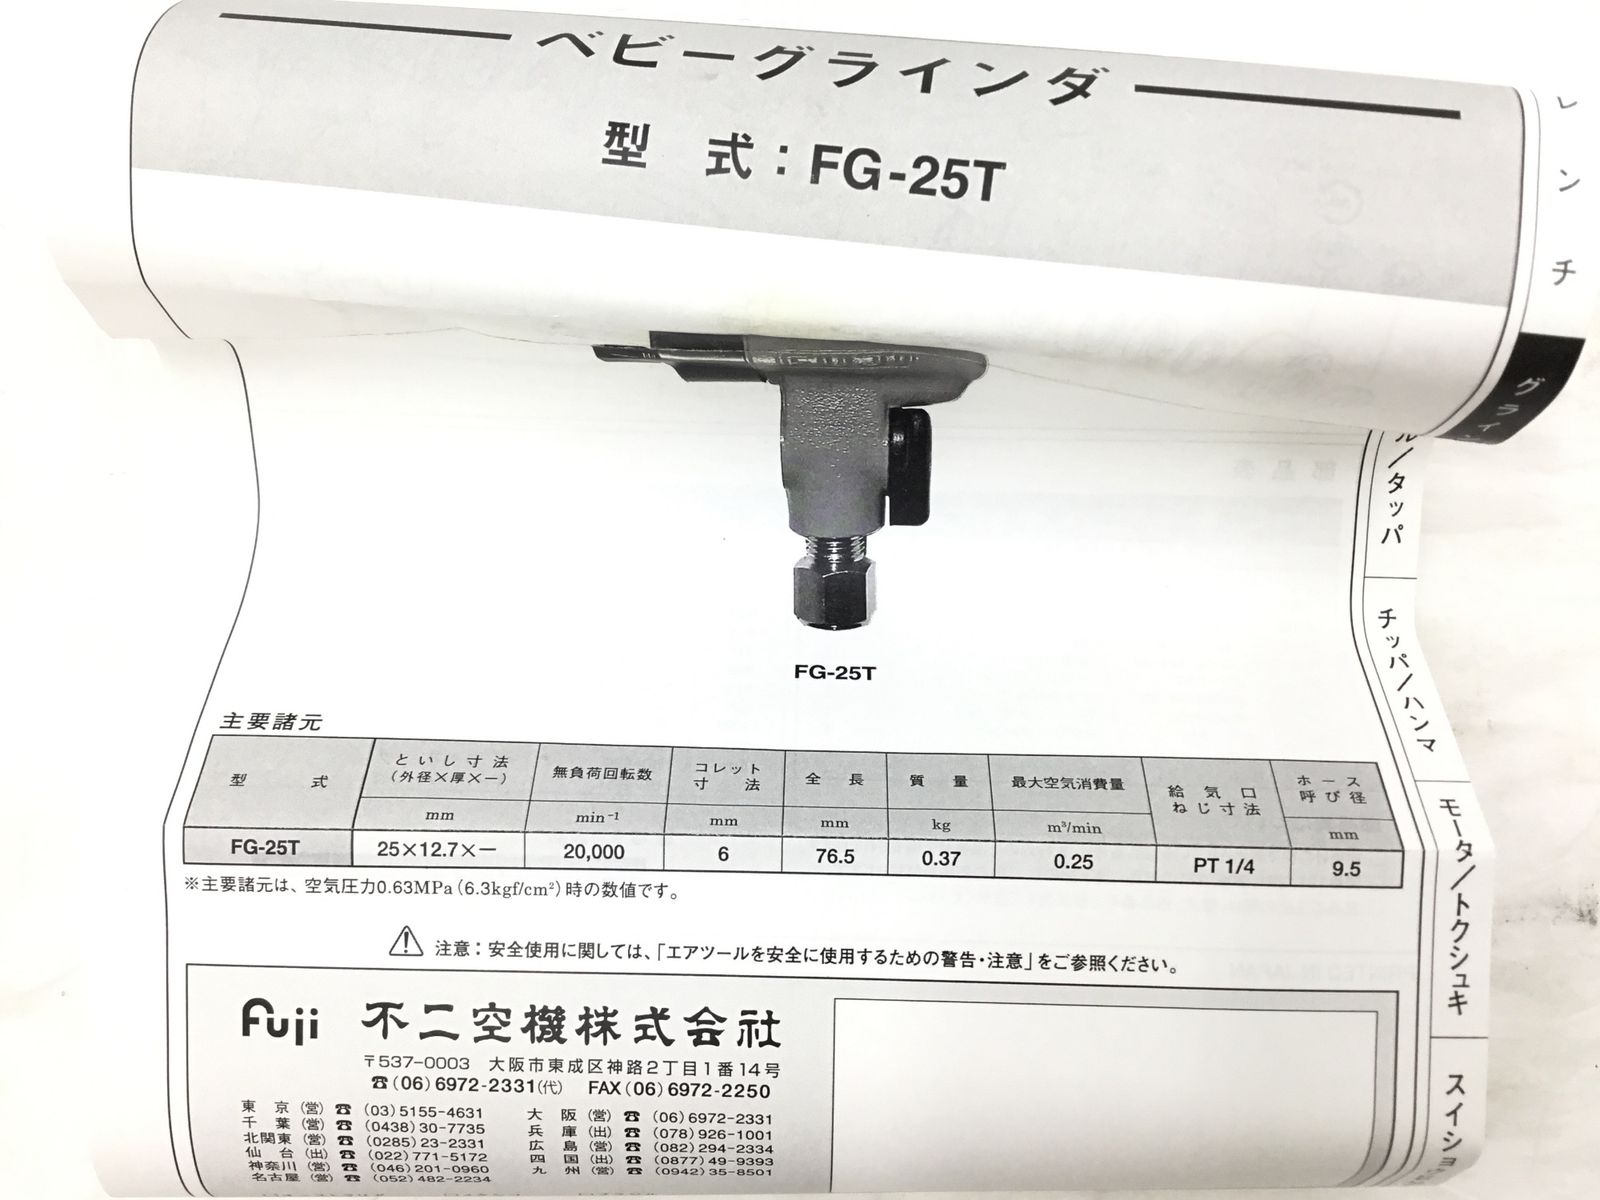 ベビーグラインダ
型 式：FG-25T
レンチ
グライン
ル／タッパ
チッパ／ハンマ
モータ／トクシュキ
スイショ
FG-25T
主要諸元
型 式 といし寸法 (外径×厚×ー) 無負荷回転数 コレット寸法 全長 質量 最大空気消費量 給気口ねじ寸法 ホース呼び径
mm min⁻¹ mm mm kg m³/min mm
FG-25T 25×12.7×ー 20,000 6 76.5 0.37 0.25 PT 1/4 9.5
※主要諸元は、空気圧力0.63MPa（6.3kgf/cm²）時の数値です。
注意：安全使用に関しては、「エアツールを安全に使用するための警告・注意」をご参照ください。
Fuji 不二空機株式会社
〒537-0003 大阪市東成区神路2丁目1番14号
☎(06)6972-2331(代) FAX(06)6972-2250
東 京(営)☎(03)5155-4631 大 阪(営)☎(06)6972-2331
千 葉(営)☎(0438)30-7735 兵 庫(出)☎(078)926-1001
北関東(営)☎(0285)23-2331 広 島(営)☎(082)294-2334
仙 台(出)☎(022)771-5172 四 国(出)☎(0877)49-9393
神奈川(営)☎(046)201-0960 九 州(営)☎(0942)35-8501
名古屋(営)☎(052)482-2234